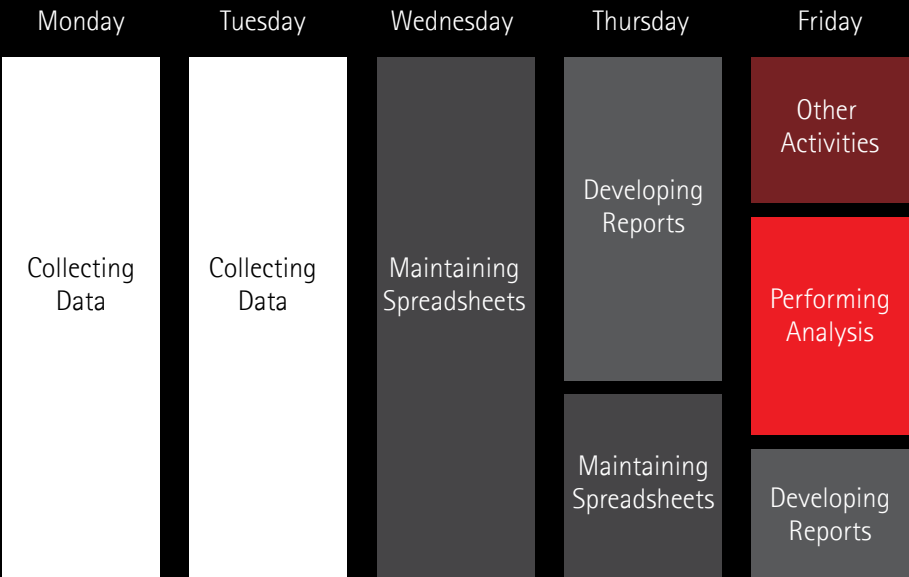 Monday
Tuesday
Wednesday
Thursday
Friday
Collecting
Data
Collecting
Data
Maintaining
Spreadsheets
Developing
Reports
Maintaining
Spreadsheets
Other
Activities
Performing
Analysis
Developing
Reports